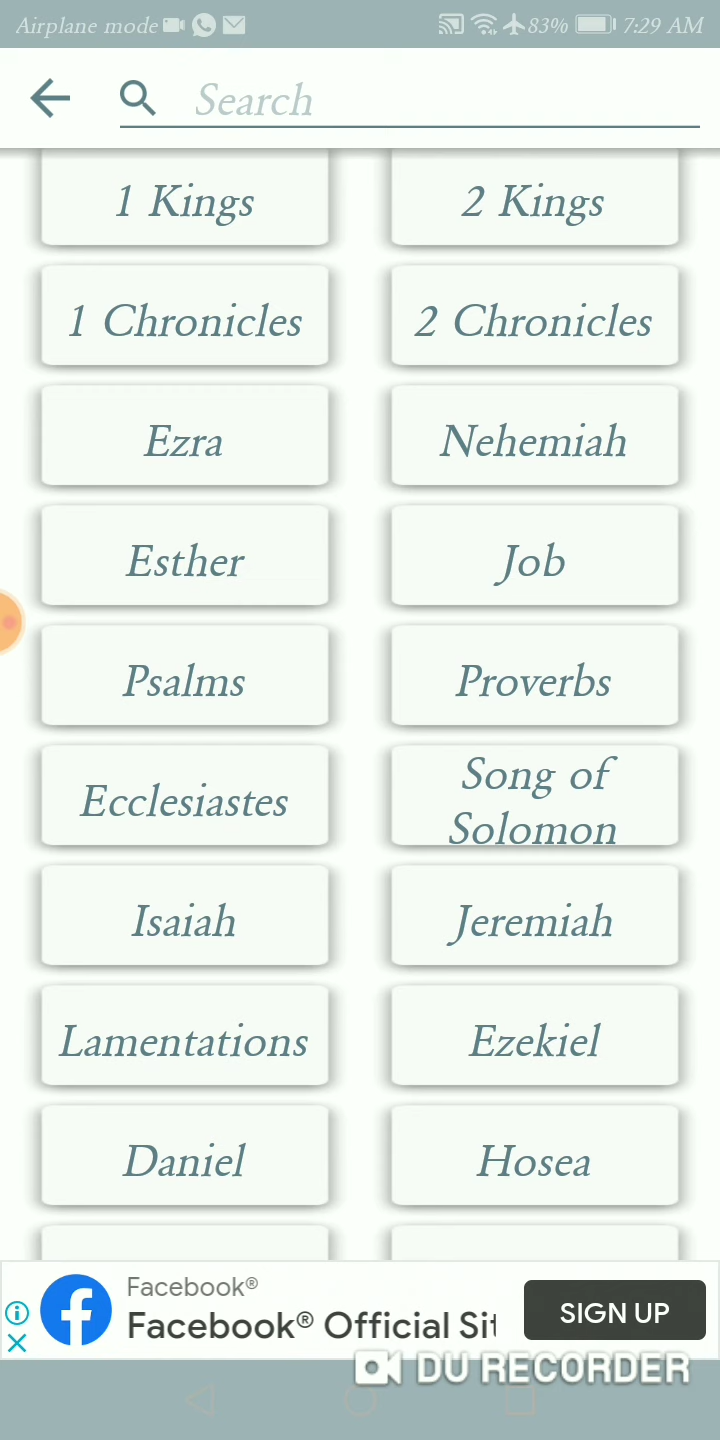 Airplane mode 83% 7:29 AM
Search
1 Kings 2 Kings
1 Chronicles 2 Chronicles
Ezra Nehemiah
Esther Job
Psalms Proverbs
Ecclesiastes Song of
Solomon
Isaiah Jeremiah
Lamentations Ezekiel
Daniel Hosea
Facebook®
Facebook® Official Sit
SIGN UP
DU RECORDER